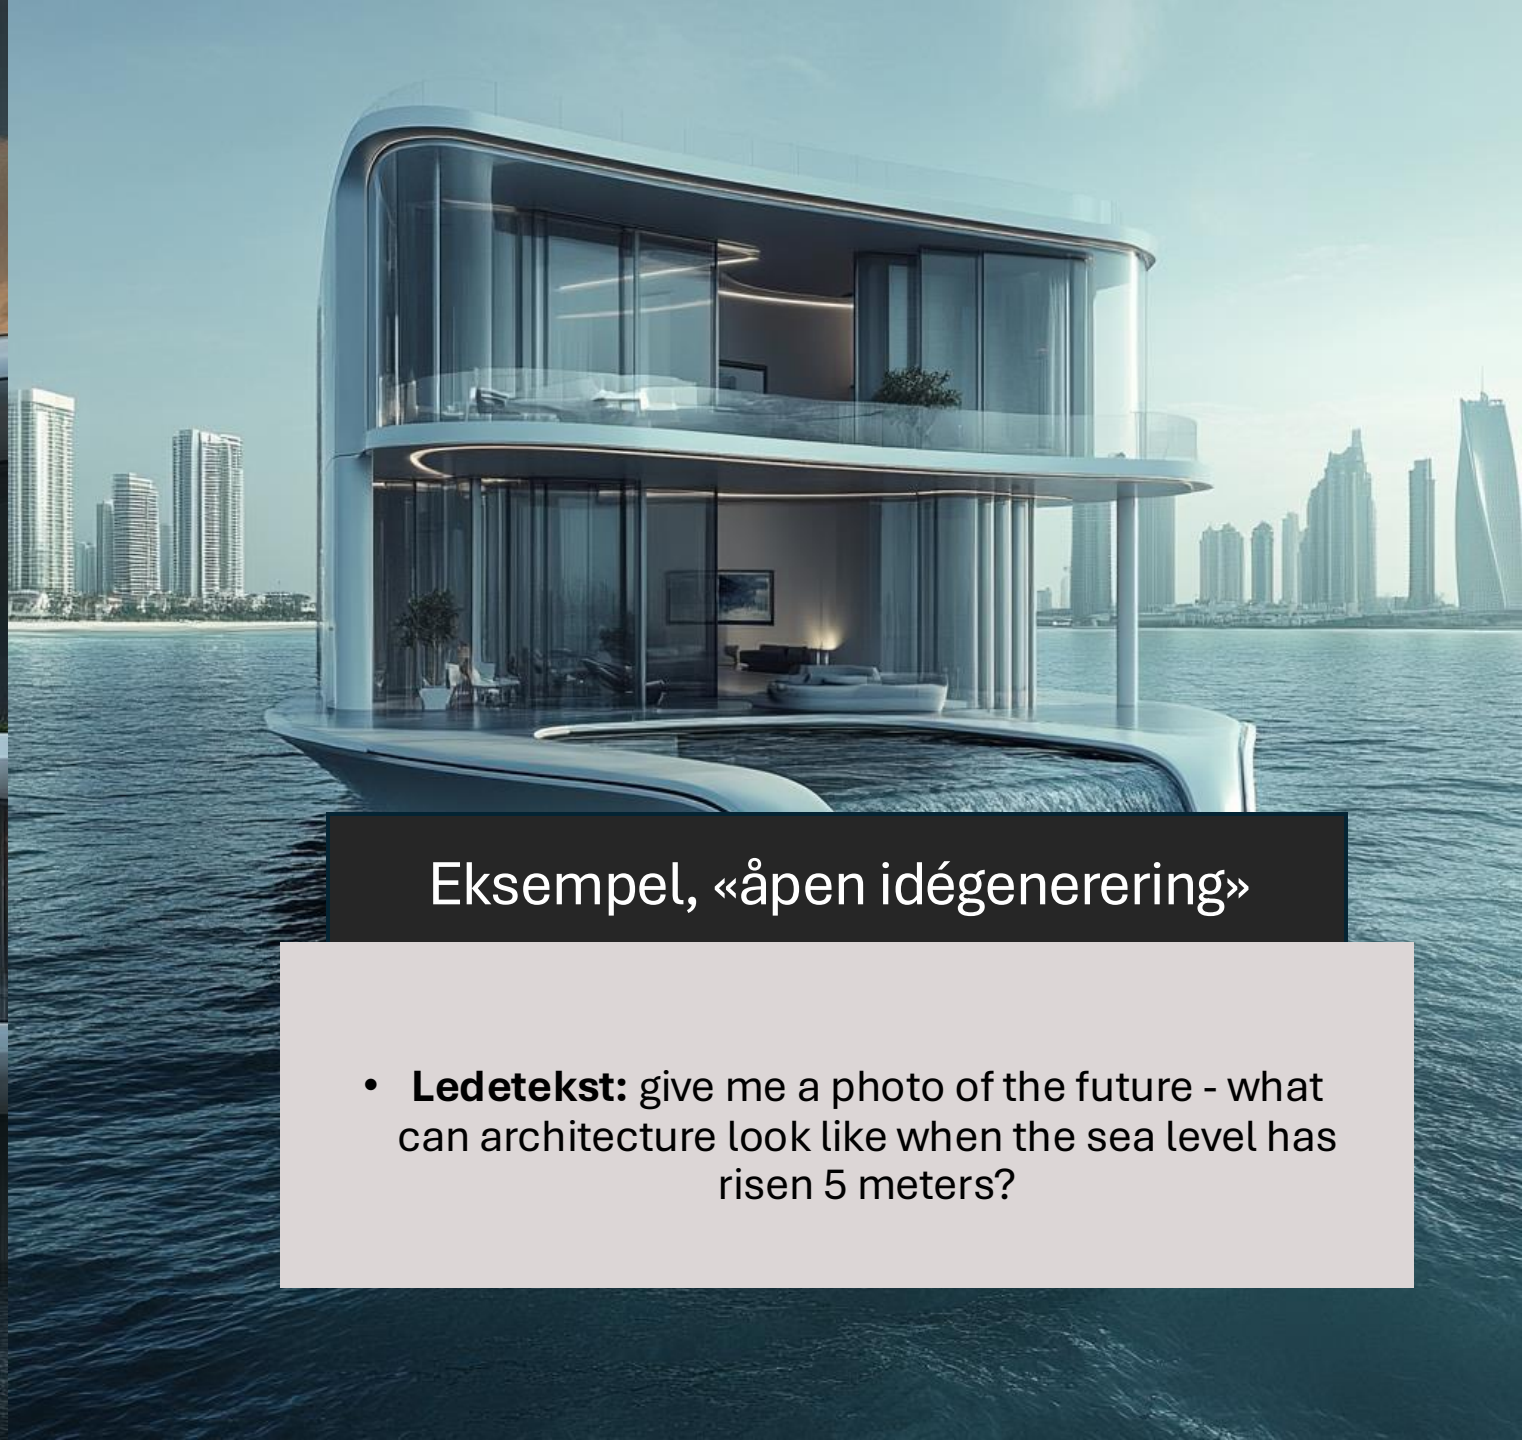 Eksempel, «åpen idégenerering»
• Ledetekst: give me a photo of the future - what
can architecture look like when the sea level has
risen 5 meters?